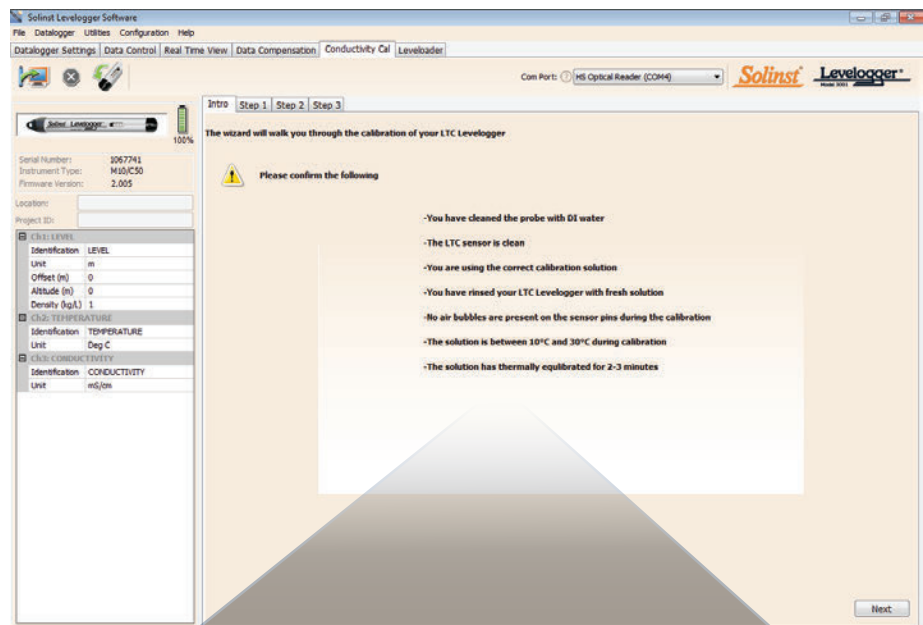 Solinst Levelogger Software
File Datalogger Utilities Configuration Help
Datalogger Settings Data Control Real Time View Data Compensation Conductivity Cal Leveloader
Com Port: ? HS Optical Reader (COM4)
Solinst
Levelogger
Model 3001
Intro Step 1 Step 2 Step 3
Solinst Levelogger
100%
The wizard will walk you through the calibration of your LTC Levelogger
Serial Number: 1067741
Instrument Type: M10/C50
Firmware Version: 2.005
Please confirm the following
Location:
Project ID:
Ch1: LEVEL
Identification LEVEL
Unit m
Offset (m) 0
Altitude (m) 0
Density (kg/L) 1
Ch2: TEMPERATURE
Identification TEMPERATURE
Unit Deg C
Ch3: CONDUCTIVITY
Identification CONDUCTIVITY
Unit mS/cm
-You have cleaned the probe with DI water
-The LTC sensor is clean
-You are using the correct calibration solution
-You have rinsed your LTC Levelogger with fresh solution
-No air bubbles are present on the sensor pins during the calibration
-The solution is between 10°C and 30°C during calibration
-The solution has thermally equlibrated for 2-3 minutes
Next